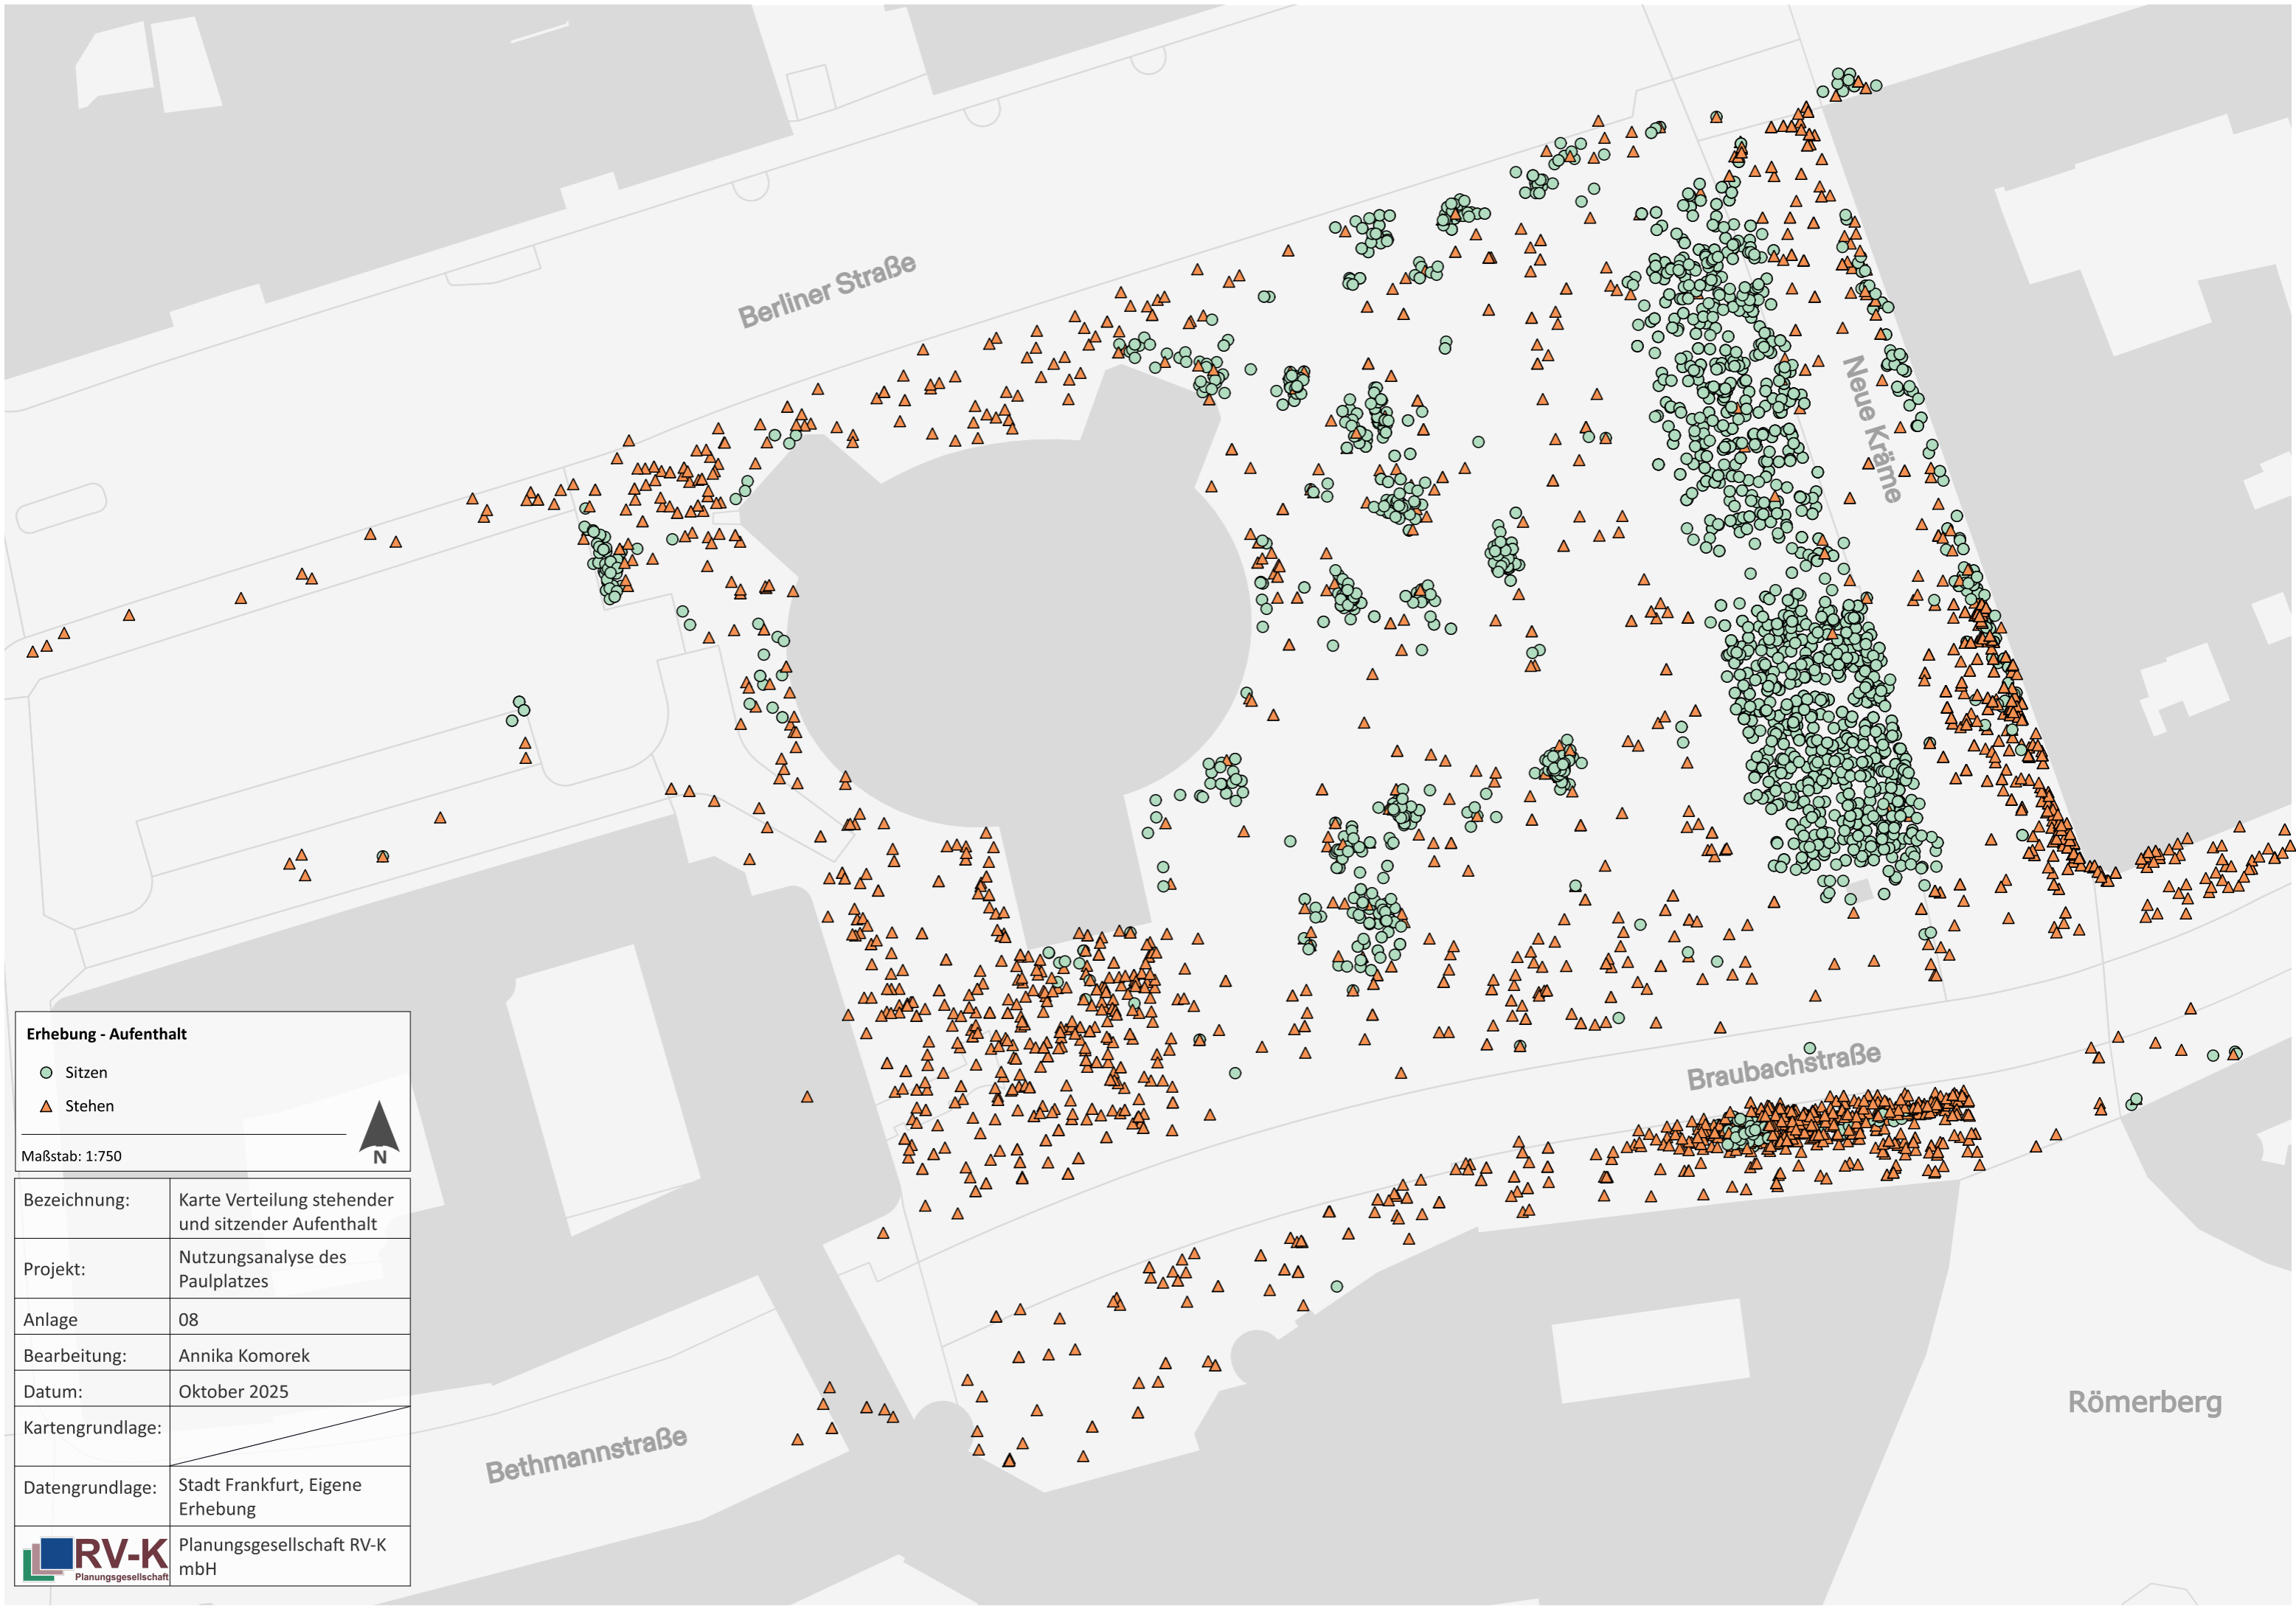 Berliner Straße
Neue Kräme
Braubachstraße
Römerberg
Bethmannstraße
Erhebung - Aufenthalt
Sitzen
Stehen
N
Maßstab: 1:750
Bezeichnung: Karte Verteilung stehender
und sitzender Aufenthalt
Projekt: Nutzungsanalyse des
Paulplatzes
Anlage 08
Bearbeitung: Annika Komorek
Datum: Oktober 2025
Kartengrundlage:
Datengrundlage: Stadt Frankfurt, Eigene
Erhebung
RV-K
Planungsgesellschaft
Planungsgesellschaft RV-K
mbH